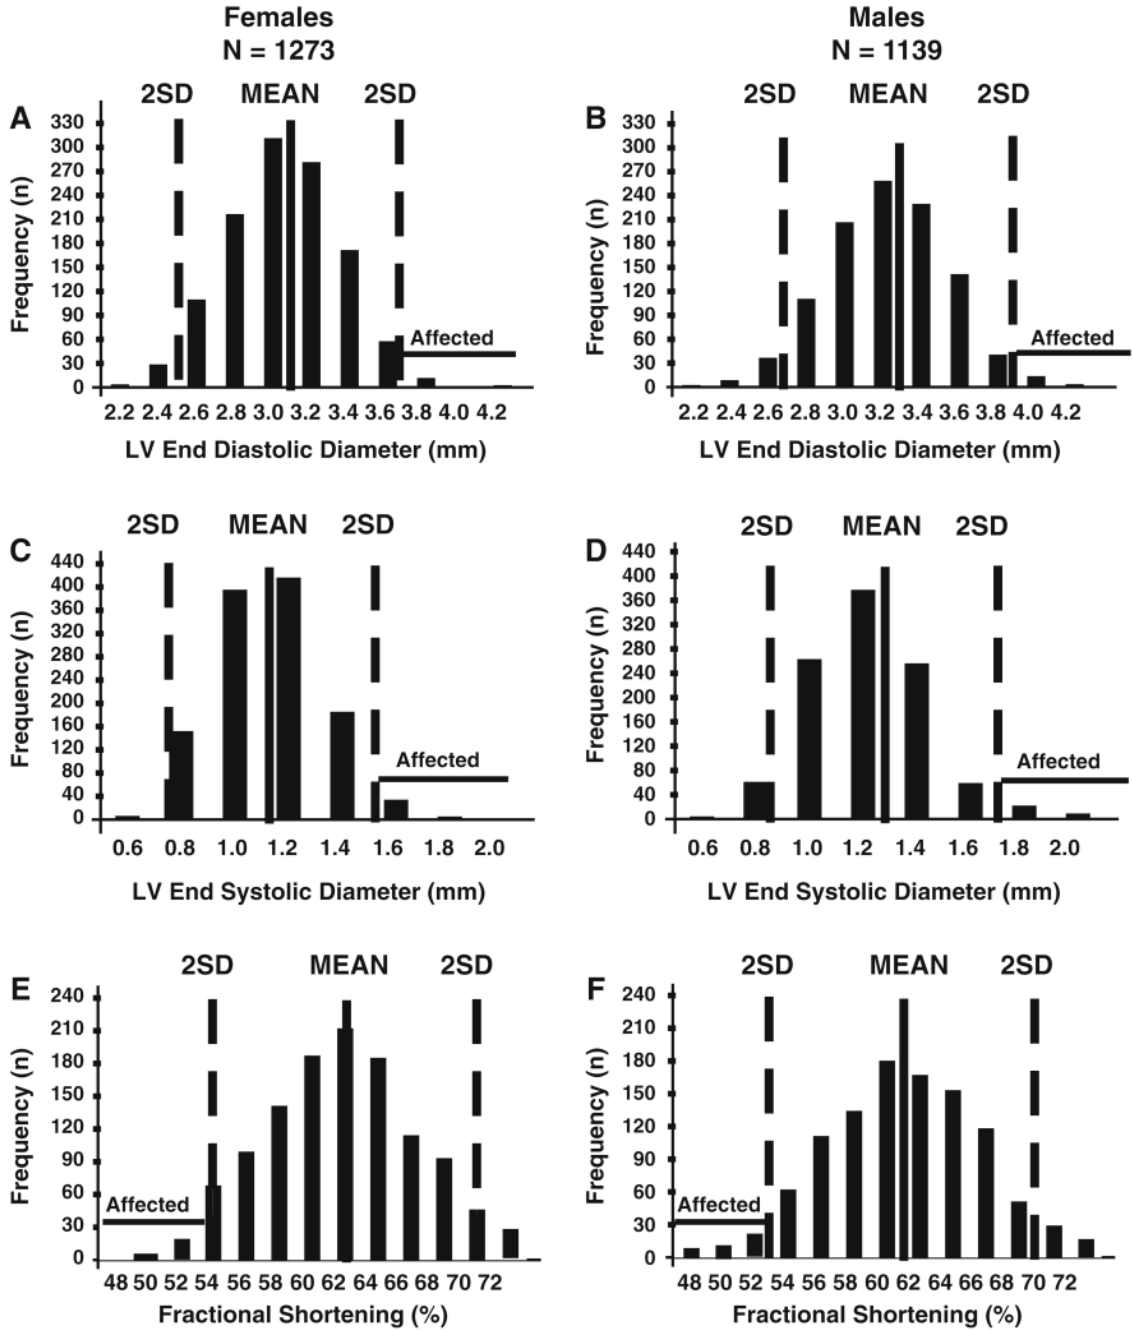 Females
N = 1273
Males
N = 1139
A
2SD MEAN 2SD
Frequency (n)
330
300
270
240
210
180
150
120
90
60
30
0
Affected
2.2 2.4 2.6 2.8 3.0 3.2 3.4 3.6 3.8 4.0 4.2
LV End Diastolic Diameter (mm)
B
2SD MEAN 2SD
Frequency (n)
330
300
270
240
210
180
150
120
90
60
30
0
Affected
2.2 2.4 2.6 2.8 3.0 3.2 3.4 3.6 3.8 4.0 4.2
LV End Diastolic Diameter (mm)
C
2SD MEAN 2SD
Frequency (n)
440
400
360
320
280
240
200
160
120
80
40
0
Affected
0.6 0.8 1.0 1.2 1.4 1.6 1.8 2.0
LV End Systolic Diameter (mm)
D
2SD MEAN 2SD
Frequency (n)
440
400
360
320
280
240
200
160
120
80
40
0
Affected
0.6 0.8 1.0 1.2 1.4 1.6 1.8 2.0
LV End Systolic Diameter (mm)
E
2SD MEAN 2SD
Frequency (n)
240
210
180
150
120
90
60
30
0
Affected
48 50 52 54 56 58 60 62 64 66 68 70 72
Fractional Shortening (%)
F
2SD MEAN 2SD
Frequency (n)
240
210
180
150
120
90
60
30
0
Affected
48 50 52 54 56 58 60 62 64 66 68 70 72
Fractional Shortening (%)